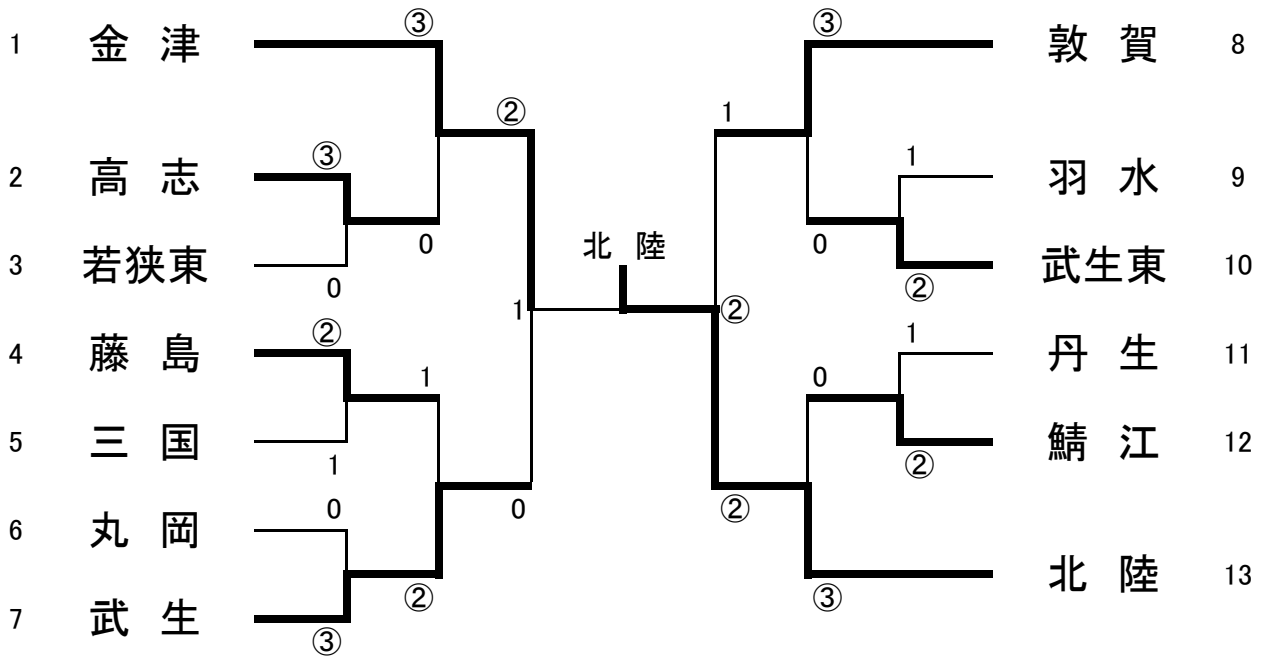 ③ ③
1 金 津 敦 賀 8
② 1
③ 1
2 高 志 羽 水 9
0 北 陸 0
3 若狭東 武生東 10
0 ②
1 ②
② 1
4 藤 島 丹 生 11
1 0
5 三 国 鯖 江 12
1 ②
0 0 ②
6 丸 岡
北 陸 13
② ③
7 武 生
③